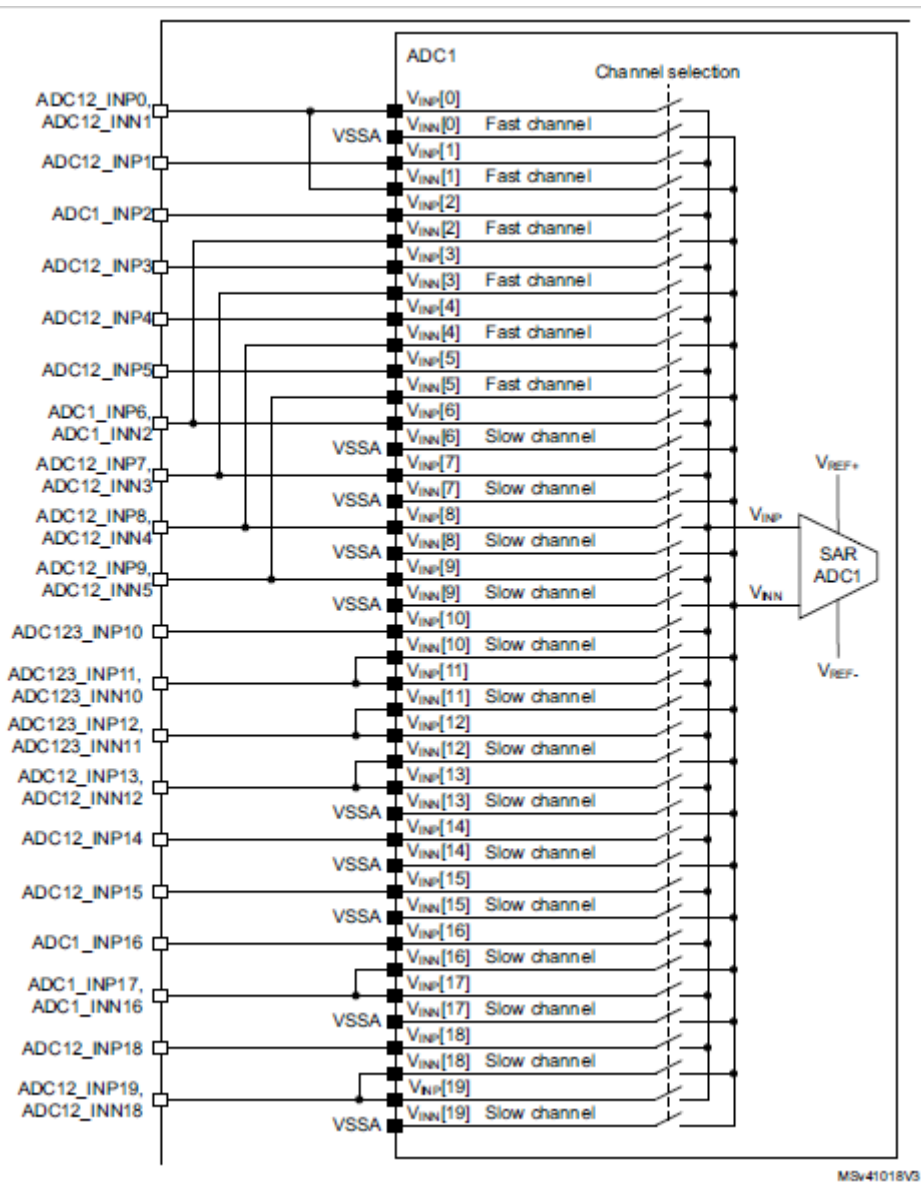 ADC1
Channel selection
ADC12_INP0,
ADC12_INN1
VINP[0]
VSSA
VINN[0] Fast channel
ADC12_INP1
VINP[1]
VINN[1] Fast channel
ADC1_INP2
VINP[2]
VINN[2] Fast channel
ADC12_INP3
VINP[3]
VINN[3] Fast channel
ADC12_INP4
VINP[4]
VINN[4] Fast channel
ADC12_INP5
VINP[5]
VINN[5] Fast channel
ADC1_INP6,
ADC1_INN2
VINP[6]
VSSA
VINN[6] Slow channel
ADC12_INP7,
ADC12_INN3
VINP[7]
VSSA
VINN[7] Slow channel
ADC12_INP8,
ADC12_INN4
VINP[8]
VSSA
VINN[8] Slow channel
ADC12_INP9,
ADC12_INN5
VINP[9]
VSSA
VINN[9] Slow channel
VREF+
VINP
SAR
ADC1
VINN
VREF-
ADC123_INP10
VINP[10]
VINN[10] Slow channel
ADC123_INP11,
ADC123_INN10
VINP[11]
VINN[11] Slow channel
ADC123_INP12,
ADC123_INN11
VINP[12]
VINN[12] Slow channel
ADC12_INP13,
ADC12_INN12
VINP[13]
VSSA
VINN[13] Slow channel
ADC12_INP14
VINP[14]
VSSA
VINN[14] Slow channel
ADC12_INP15
VINP[15]
VSSA
VINN[15] Slow channel
ADC1_INP16
VINP[16]
VINN[16] Slow channel
ADC1_INP17,
ADC1_INN16
VINP[17]
VSSA
VINN[17] Slow channel
ADC12_INP18
VINP[18]
VINN[18] Slow channel
ADC12_INP19,
ADC12_INN18
VINP[19]
VSSA
VINN[19] Slow channel
MSv41018V3